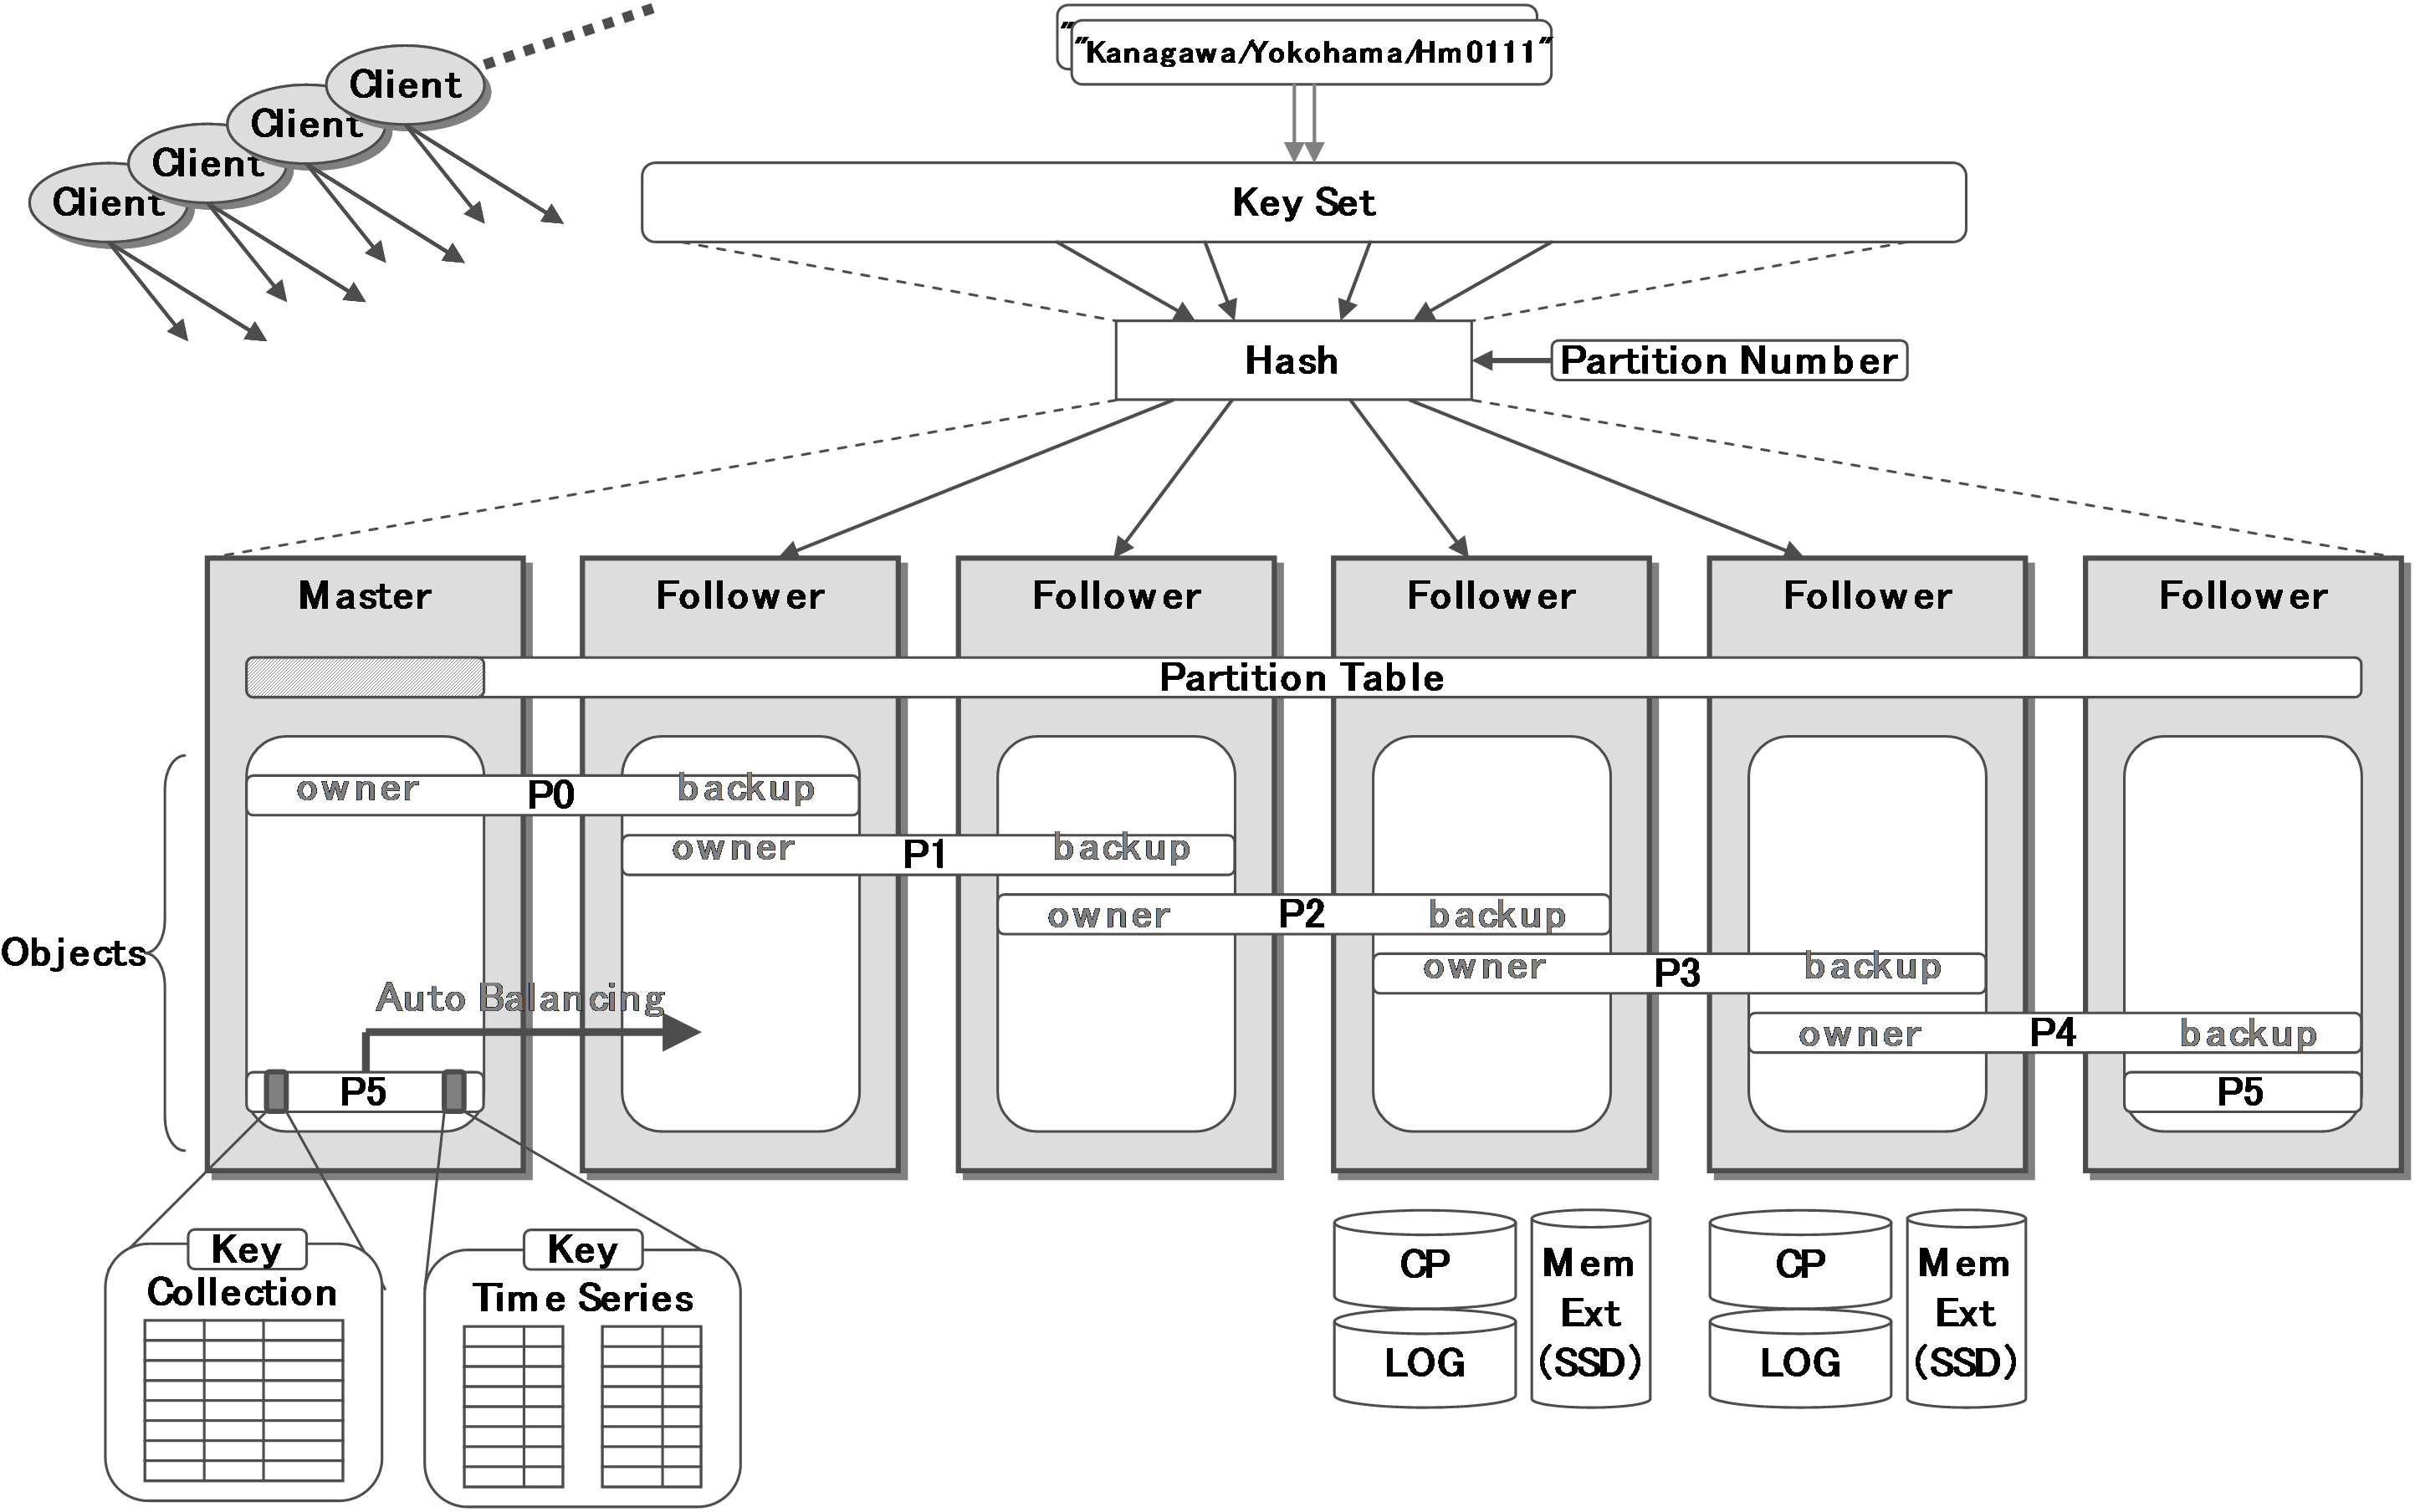 "
"Kanagawa/Yokohama/Hm0111"
Client
Client
Client
Client
Key Set
Hash
Partition Number
Master
Follower
Follower
Follower
Follower
Follower
Partition Table
owner P0 backup
owner P1 backup
owner P2 backup
owner P3 backup
owner P4 backup
Objects
Auto Balancing
P5
P5
Key
Collection
Key
Time Series
CP
LOG
Mem
Ext
(SSD)
CP
LOG
Mem
Ext
(SSD)